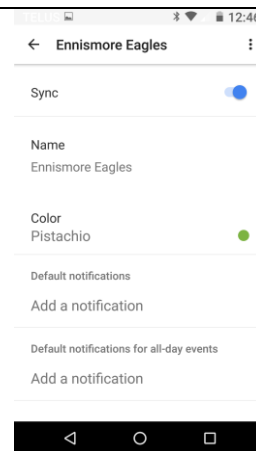 TELUS 12:46
Ennismore Eagles
Sync
Name
Ennismore Eagles
Color
Pistachio
Default notifications
Add a notification
Default notifications for all-day events
Add a notification